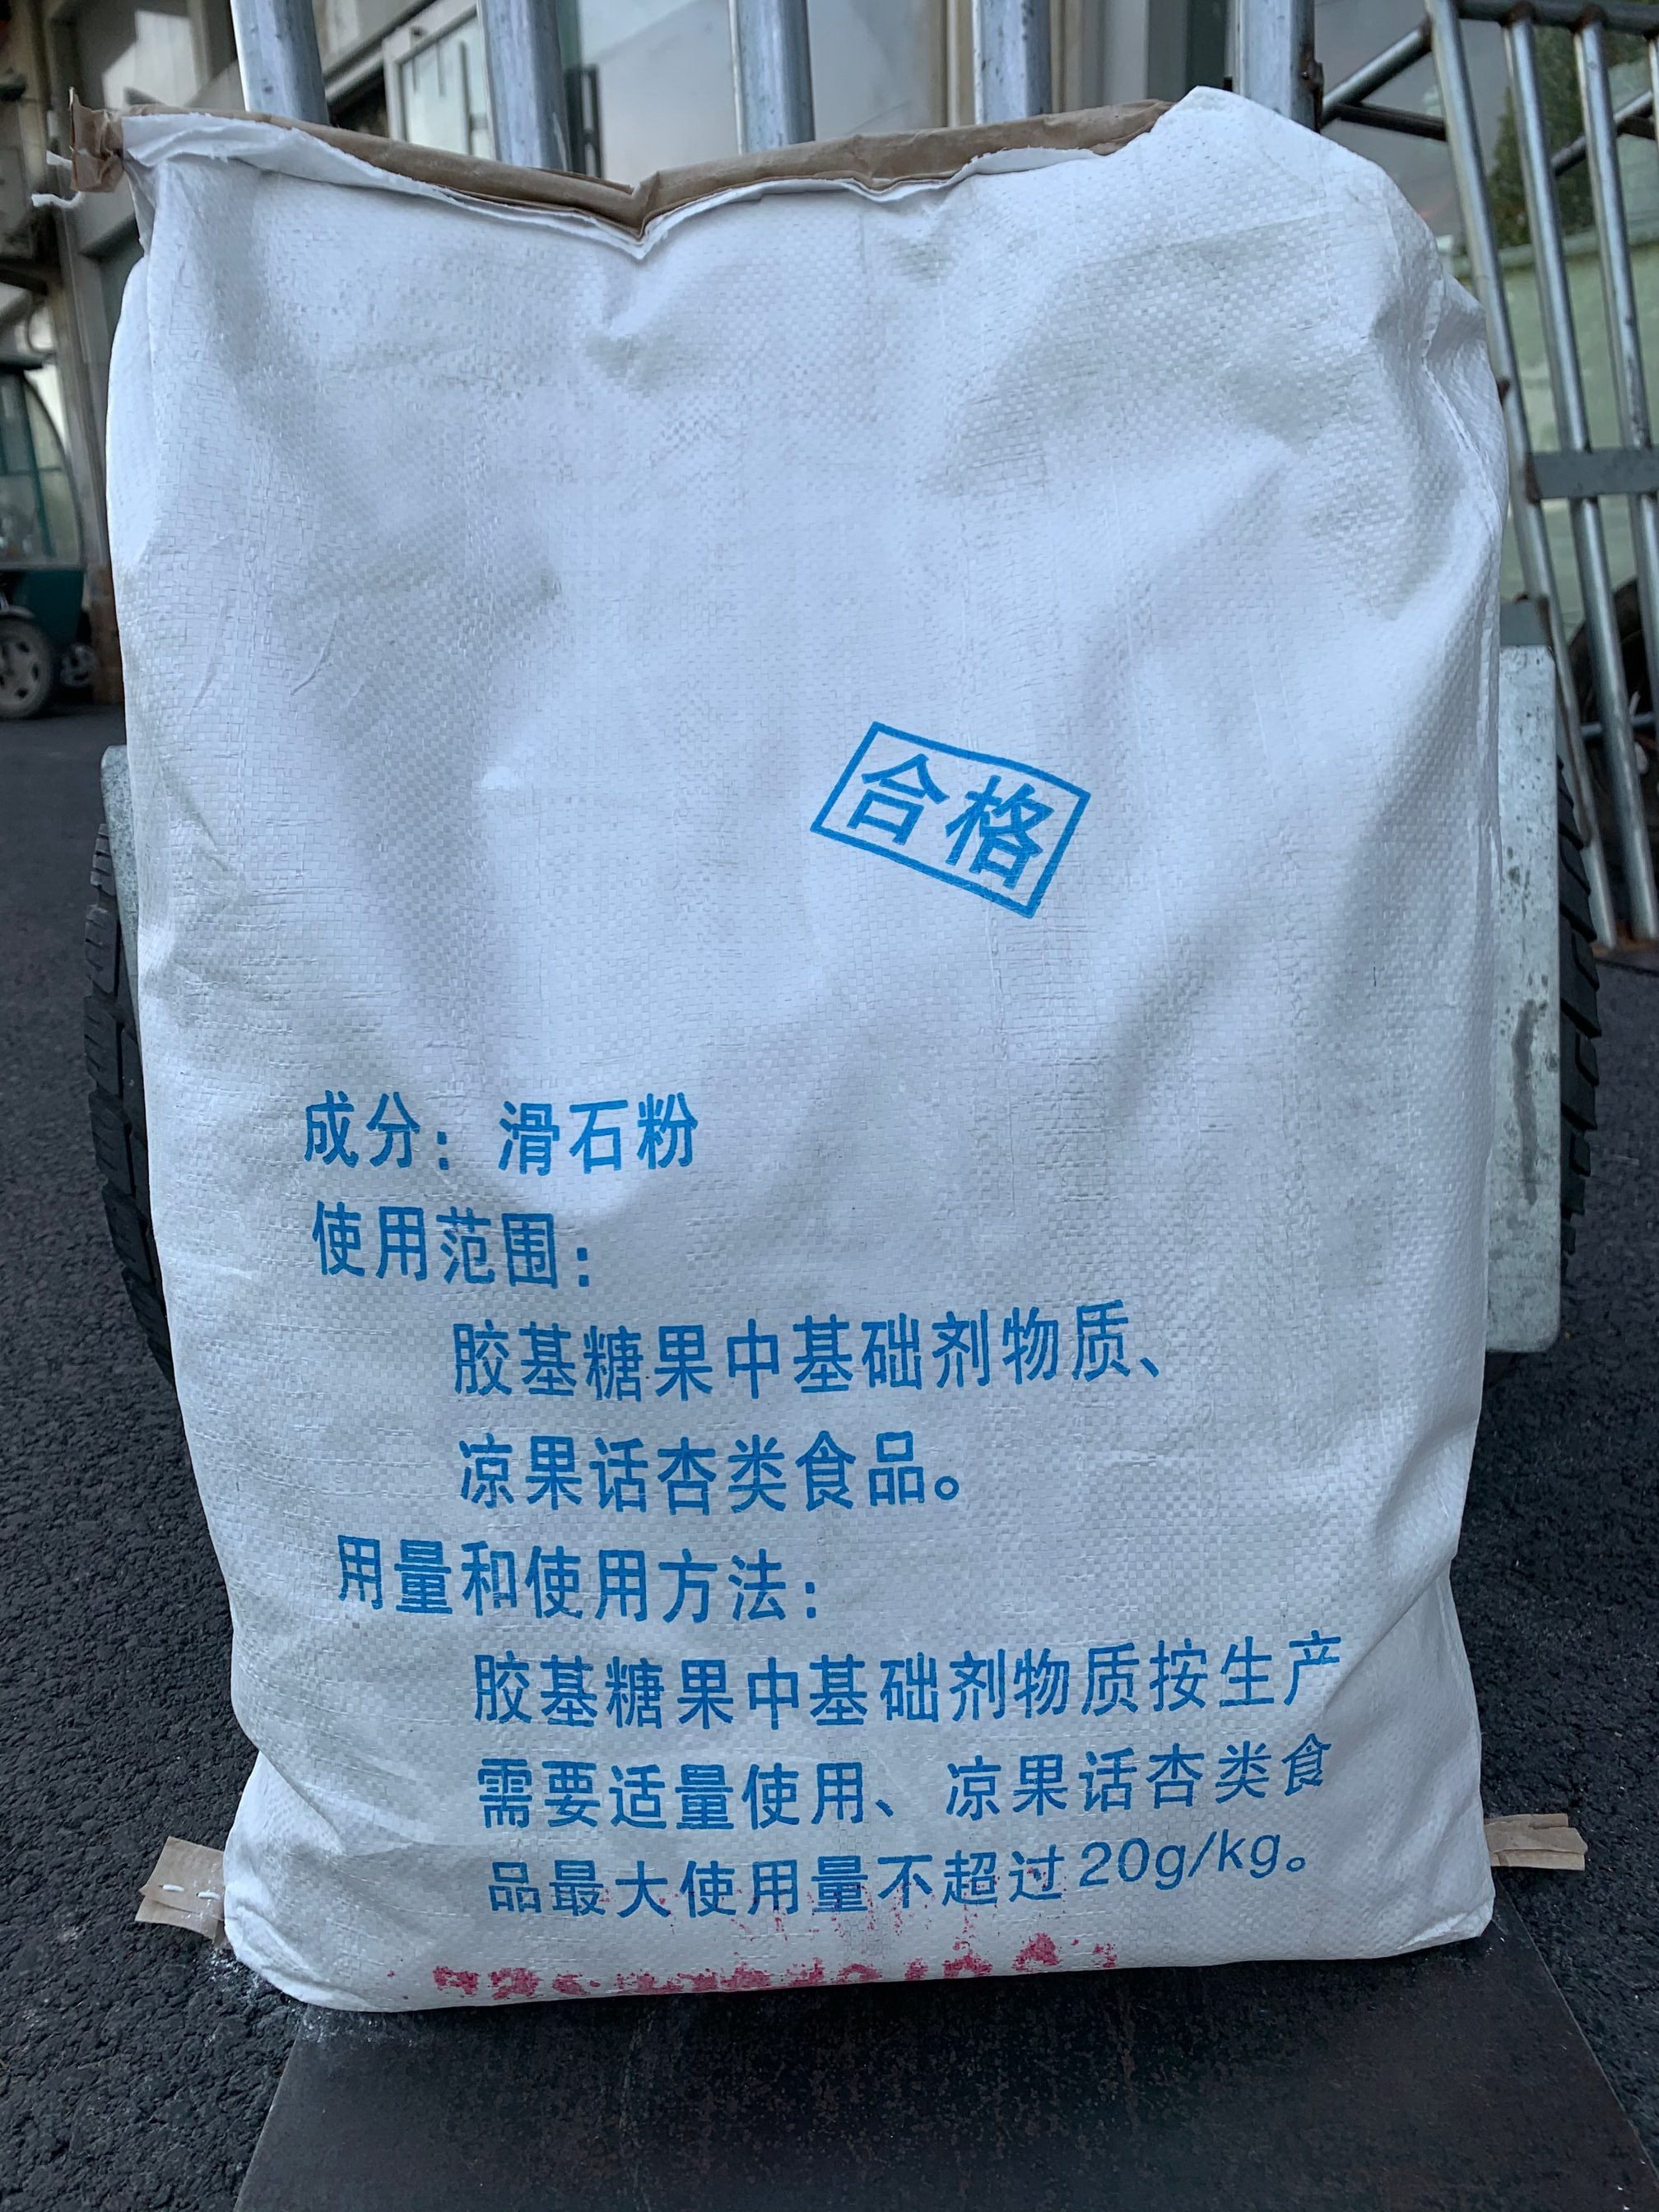 合格
成分：滑石粉
使用范围：
胶基糖果中基础剂物质、
凉果话杏类食品。
用量和使用方法：
胶基糖果中基础剂物质按生产
需要适量使用、凉果话杏类食
品最大使用量不超过20g/kg。